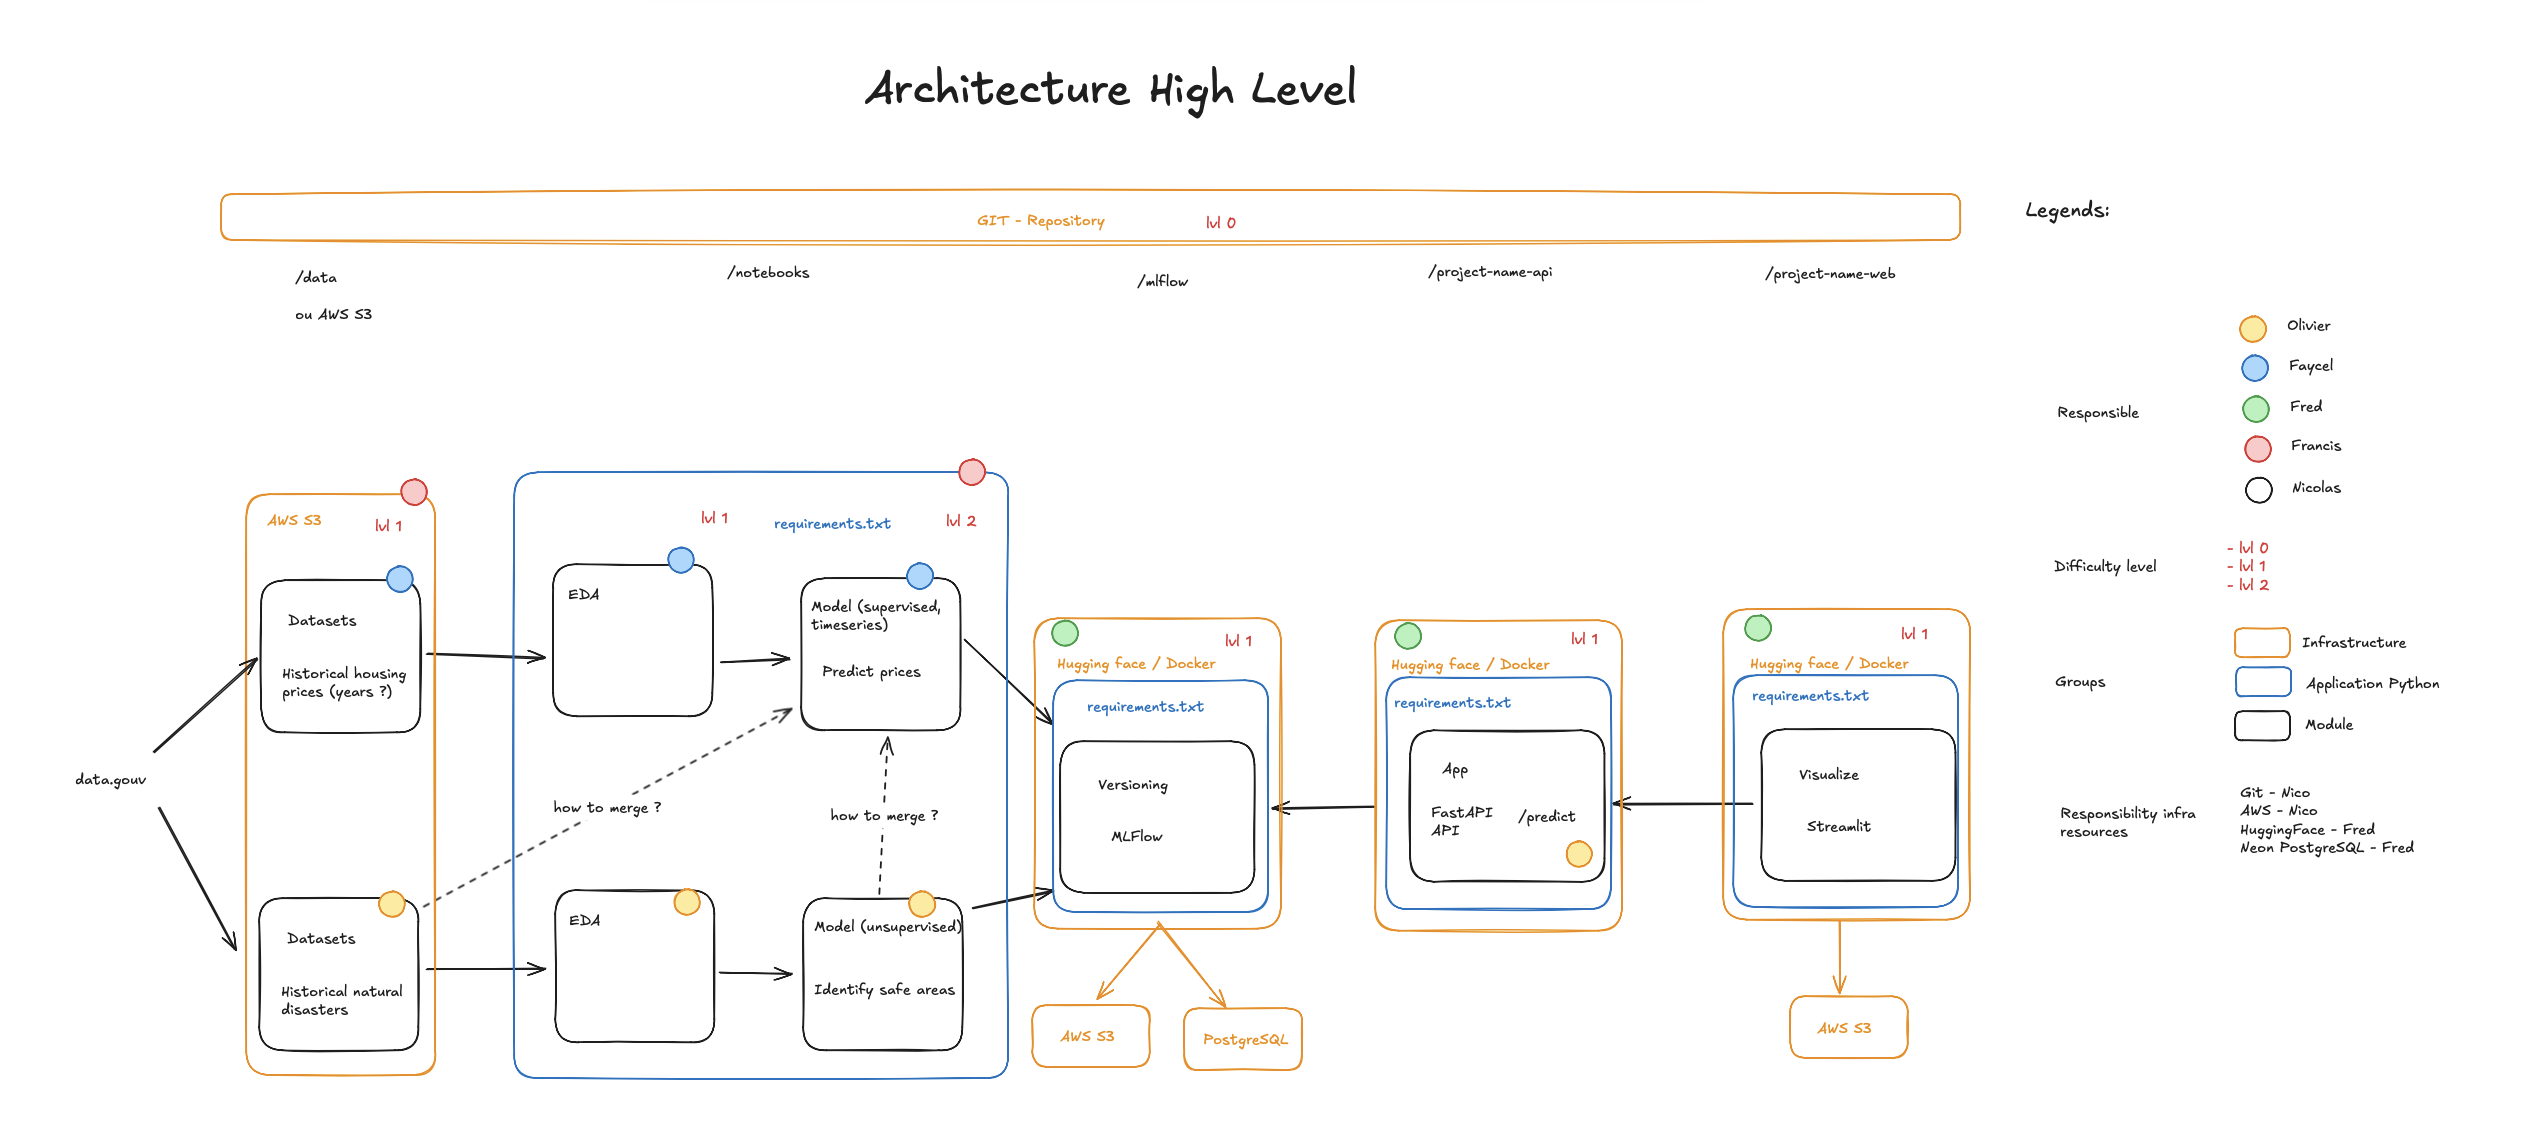 Architecture High Level
GIT - Repository
lvl 0
/data
ou AWS S3
/notebooks
/mlflow
/project-name-api
/project-name-web
data.gouv
AWS S3
lvl 1
Datasets
Historical housing
prices (years ?)
Datasets
Historical natural
disasters
lvl 1
requirements.txt
lvl 2
EDA
Model (supervised,
timeseries)
Predict prices
how to merge ?
how to merge ?
EDA
Model (unsupervised)
Identify safe areas
lvl 1
Hugging face / Docker
requirements.txt
Versioning
MLFlow
AWS S3
PostgreSQL
lvl 1
Hugging face / Docker
requirements.txt
App
FastAPI
API
/predict
lvl 1
Hugging face / Docker
requirements.txt
Visualize
Streamlit
AWS S3
Legends:
Responsible
Olivier
Faycel
Fred
Francis
Nicolas
Difficulty level
- lvl 0
- lvl 1
- lvl 2
Groups
Infrastructure
Application Python
Module
Responsibility infra
resources
Git - Nico
AWS - Nico
HuggingFace - Fred
Neon PostgreSQL - Fred